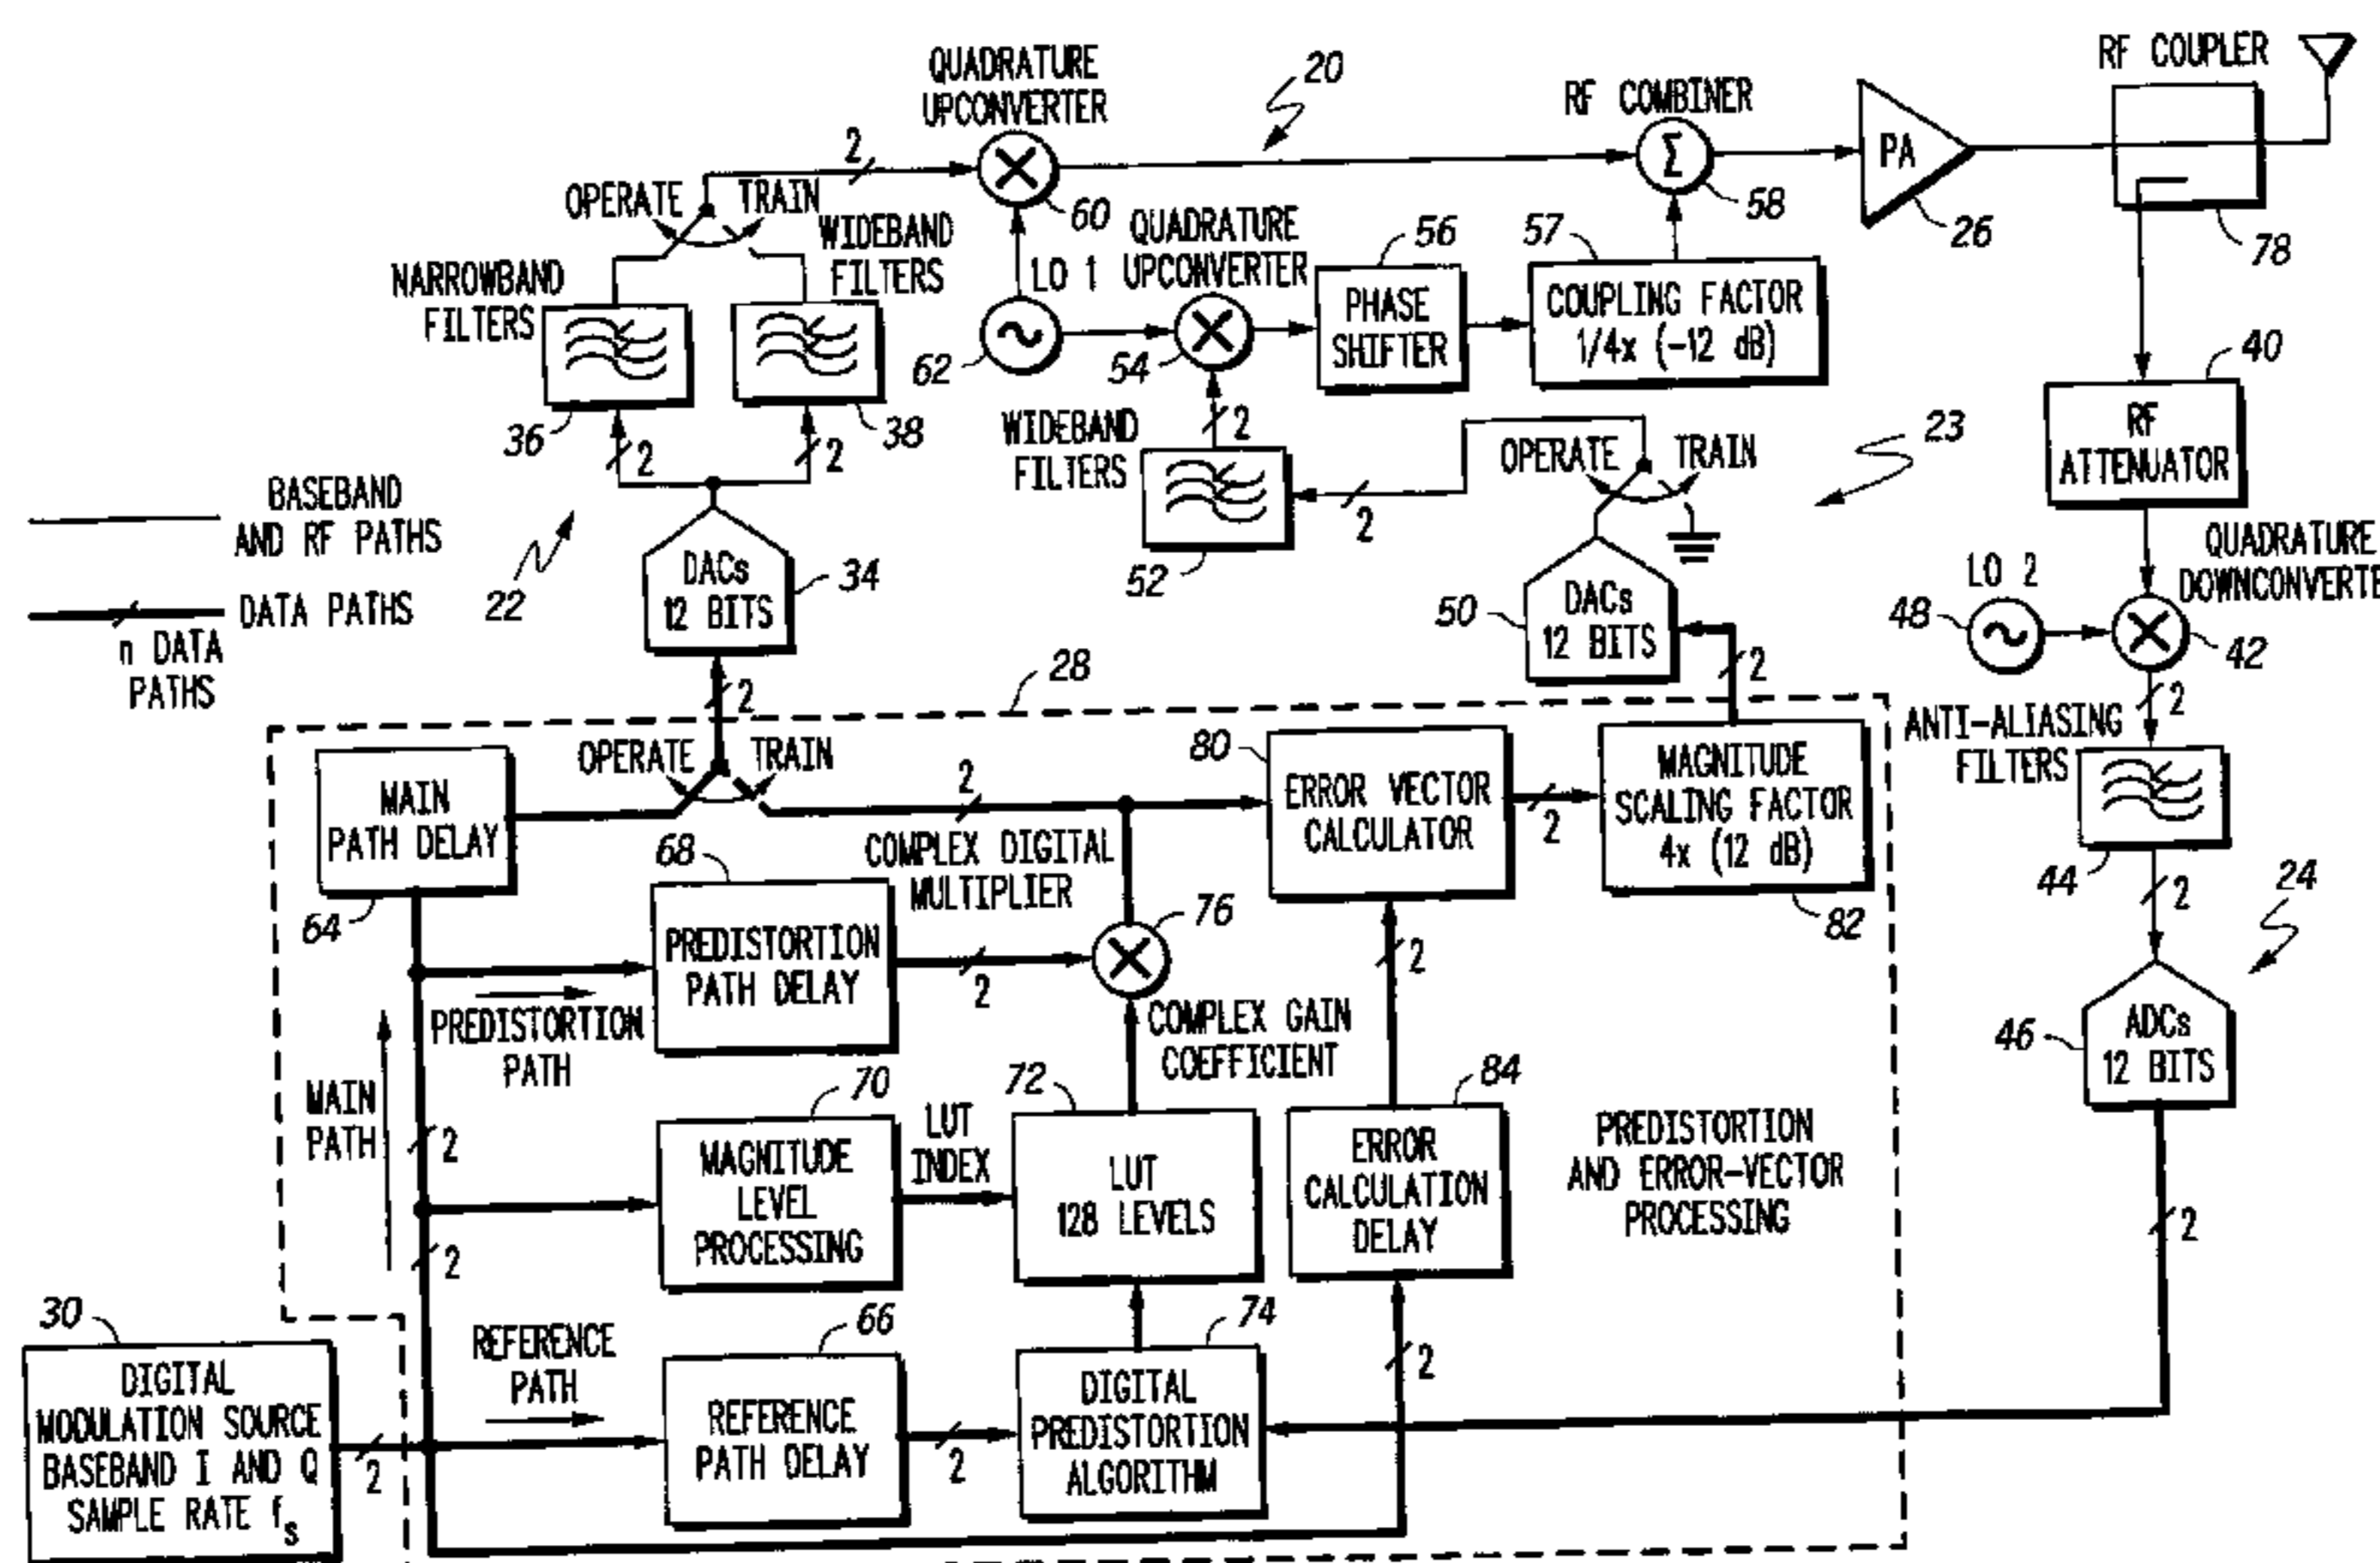 QUADRATURE
UPCONVERTER
20
RF COMBINER
RF COUPLER
2
Σ
PA
OPERATE
TRAIN
60
58
26
78
NARROWBAND
FILTERS
WIDEBAND
FILTERS
LO 1
QUADRATURE
UPCONVERTER
56
57
PHASE
SHIFTER
COUPLING FACTOR
1/4x (-12 dB)
62
54
40
RF
ATTENUATOR
36
2
2
38
WIDEBAND
FILTERS
2
OPERATE
TRAIN
23
BASEBAND
AND RF PATHS
DATA PATHS
n DATA
PATHS
22
DACs
12 BITS
34
52
2
50
DACs
12 BITS
LO 2
48
QUADRATURE
DOWNCONVERTE
42
2
2
2
28
OPERATE
TRAIN
MAIN
PATH DELAY
64
2
80
ERROR VECTOR
CALCULATOR
2
MAGNITUDE
SCALING FACTOR
4x (12 dB)
82
ANTI-ALIASING
FILTERS
44
2
24
68
COMPLEX DIGITAL
MULTIPLIER
76
PREDISTORTION
PATH DELAY
2
2
PREDISTORTION
PATH
COMPLEX GAIN
COEFFICIENT
46
ADCs
12 BITS
MAIN
PATH
2
2
70
MAGNITUDE
LEVEL
PROCESSING
LUT
INDEX
72
LUT
128 LEVELS
84
ERROR
CALCULATION
DELAY
PREDISTORTION
AND ERROR-VECTOR
PROCESSING
2
30
DIGITAL
MODULATION SOURCE
BASEBAND I AND Q
SAMPLE RATE fs
2
REFERENCE
PATH
66
REFERENCE
PATH DELAY
2
74
DIGITAL
PREDISTORTION
ALGORITHM
2